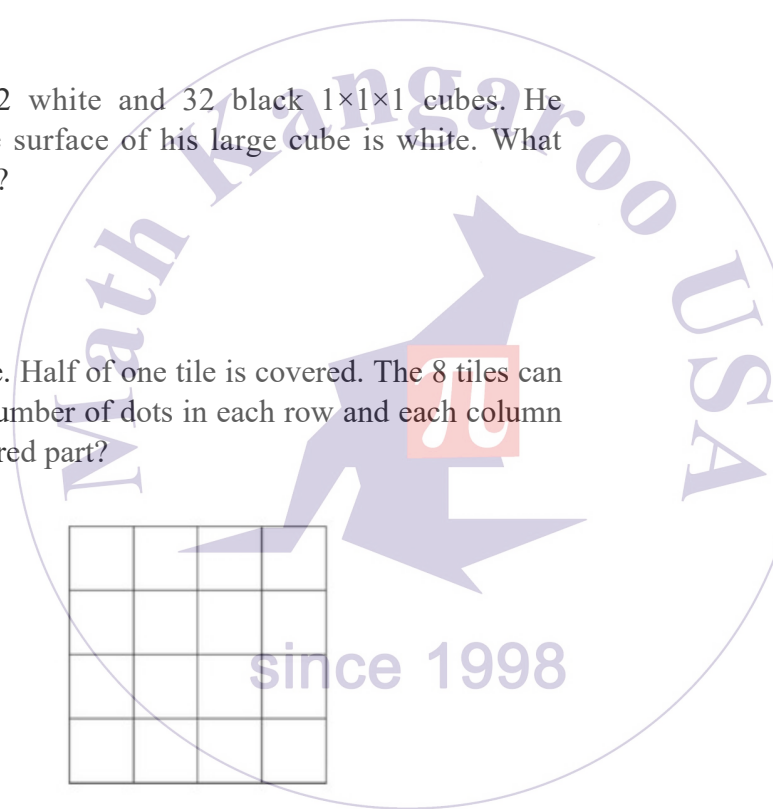 2 white and 32 black 1×1×1 cubes. He
surface of his large cube is white. What
?
Math Kangaroo USA
. Half of one tile is covered. The 8 tiles can
umber of dots in each row and each column
red part?
π
since 1998